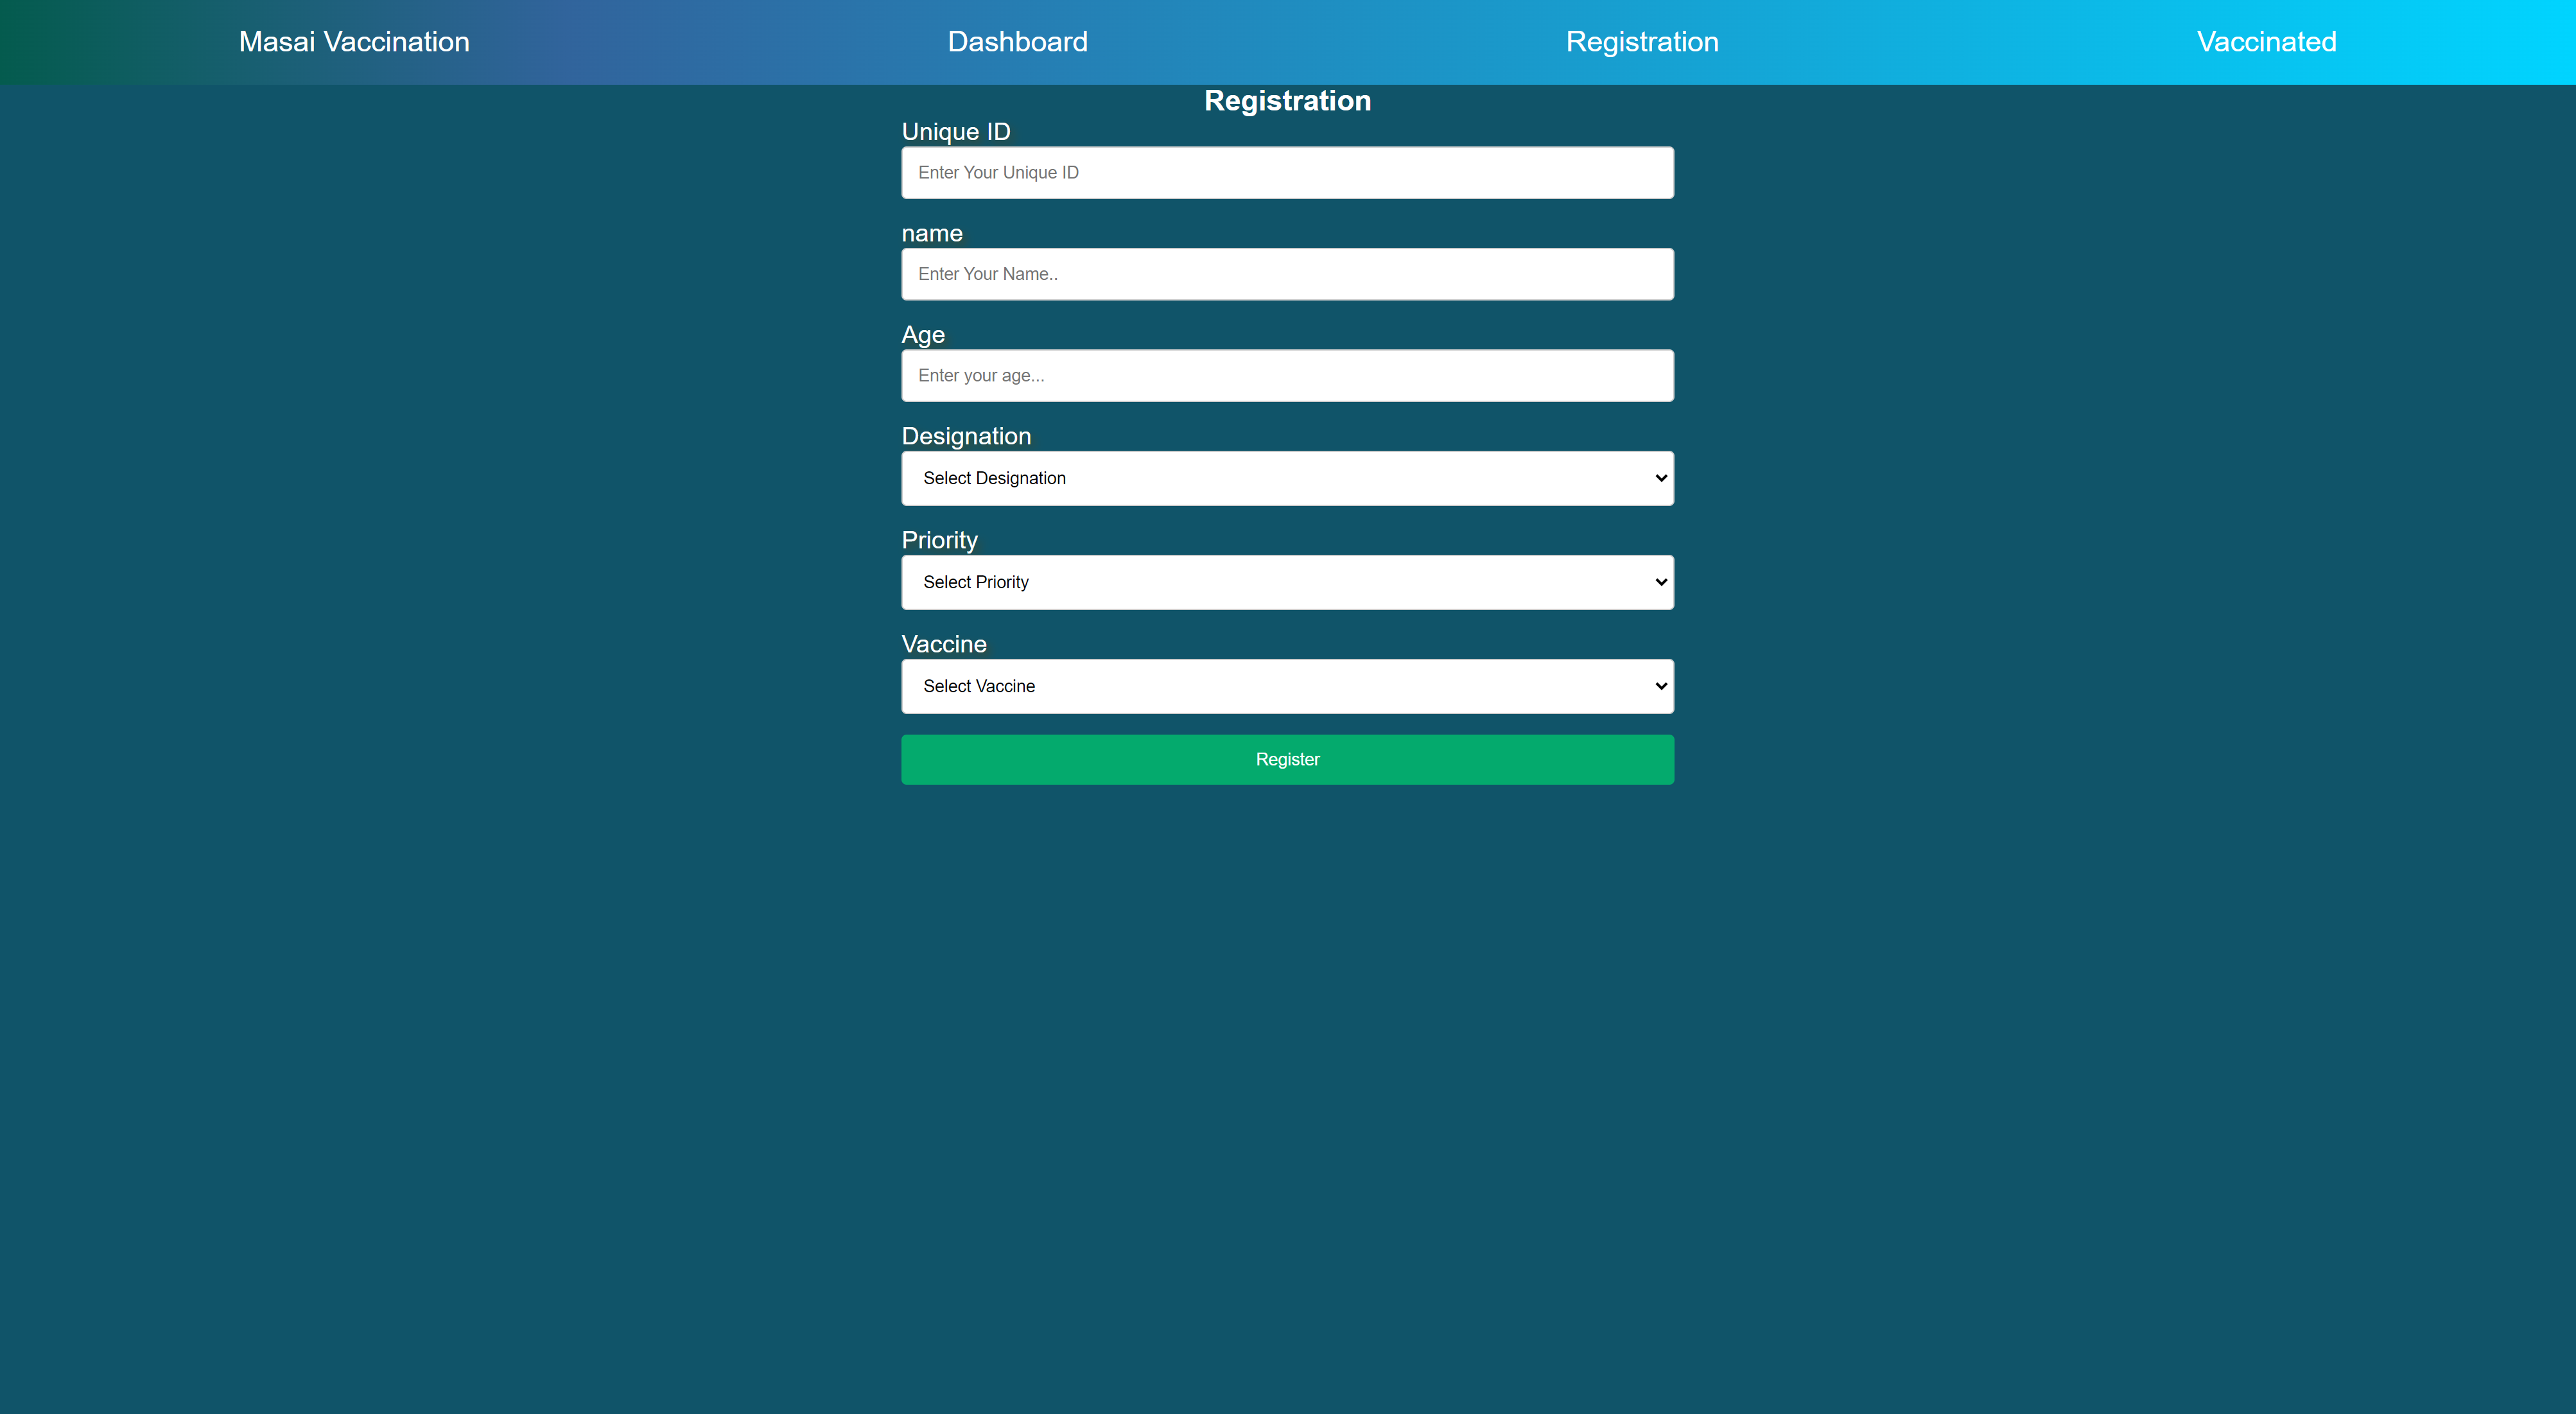 Masai Vaccination Dashboard Registration Vaccinated
Registration
Unique ID
Enter Your Unique ID
name
Enter Your Name..
Age
Enter your age...
Designation
Select Designation
Priority
Select Priority
Vaccine
Select Vaccine
Register